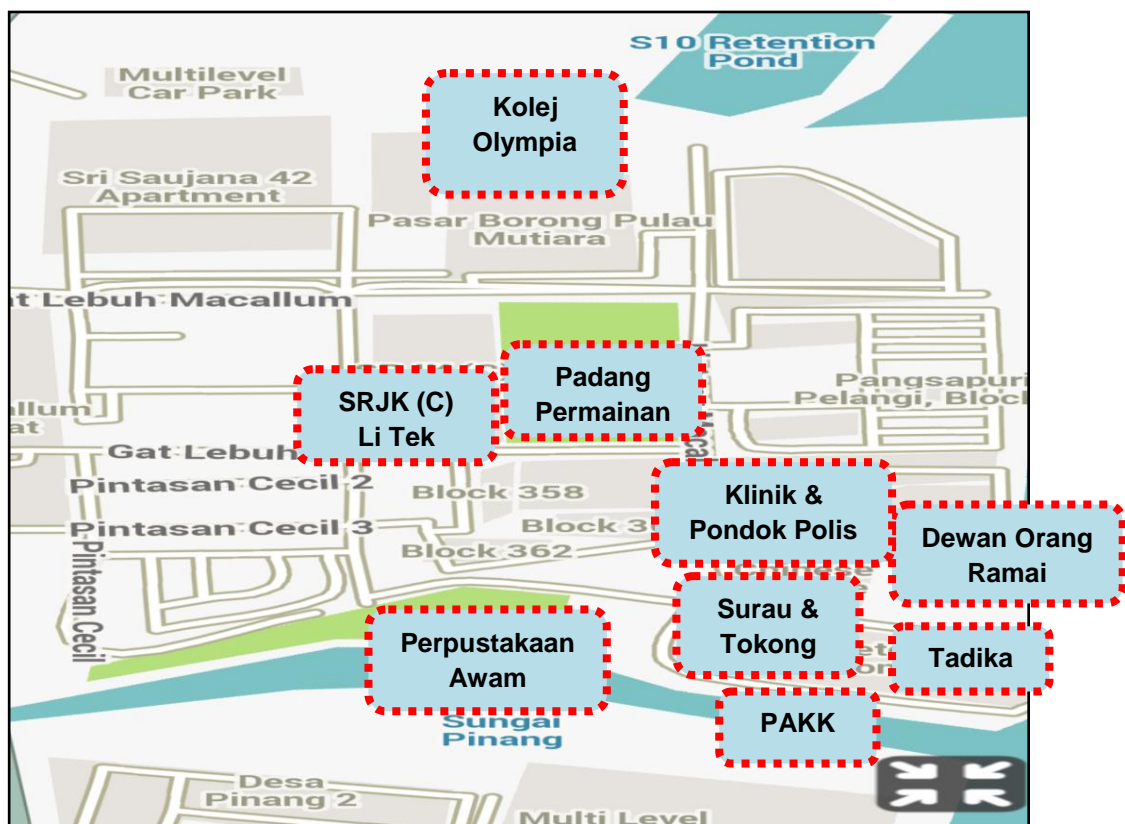 S10 Retention
Pond
Multilevel
Car Park
Kolej
Olympia
Sri Saujana 42
Apartment
Pasar Borong Pulau
Mutiara
t Lebuh Macallum
Padang
Permainan
SRJK (C)
Li Tek
Pangsapuri
Pelangi, Block
Gat Lebuh
Pintasan Cecil 2
Block 358
Klinik &
Pondok Polis
Pintasan Cecil 3
Block 3
Block 362
Dewan Orang
Ramai
Chinese
Pintasan Cecil
Surau &
Tokong
Perpustakaan
Awam
Tadika
Sungai
Pinang
PAKK
Desa
Pinang 2
Multi Level